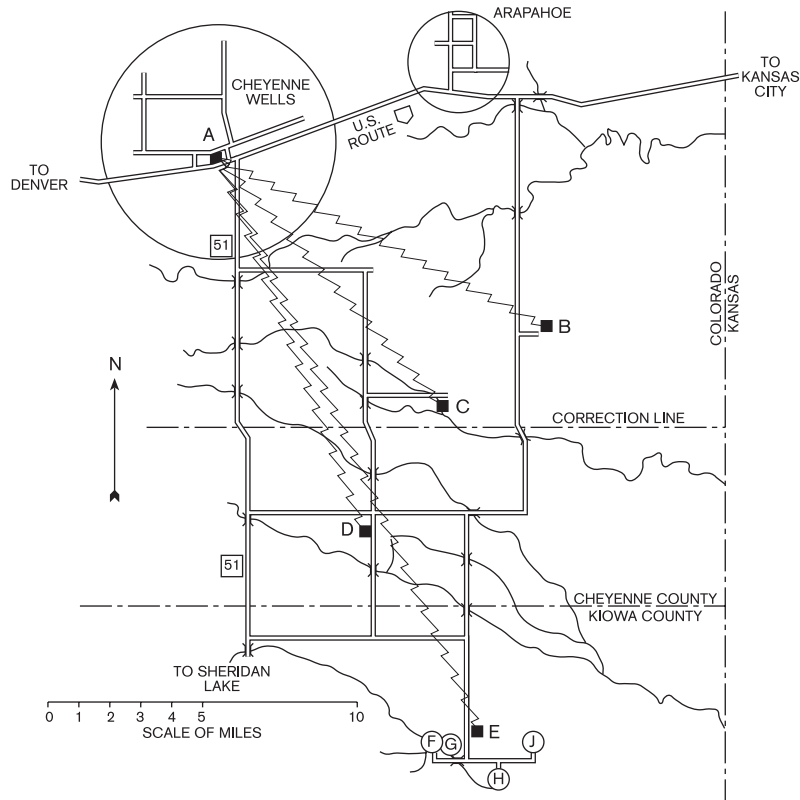 ARAPAHOE
TO
KANSAS
CITY
CHEYENNE
WELLS
A
U.S.
ROUTE
TO
DENVER
51
COLORADO
KANSAS
B
N
C
CORRECTION LINE
D
51
CHEYENNE COUNTY
KIOWA COUNTY
TO SHERIDAN
LAKE
0 1 2 3 4 5 10
SCALE OF MILES
E
F G J
H